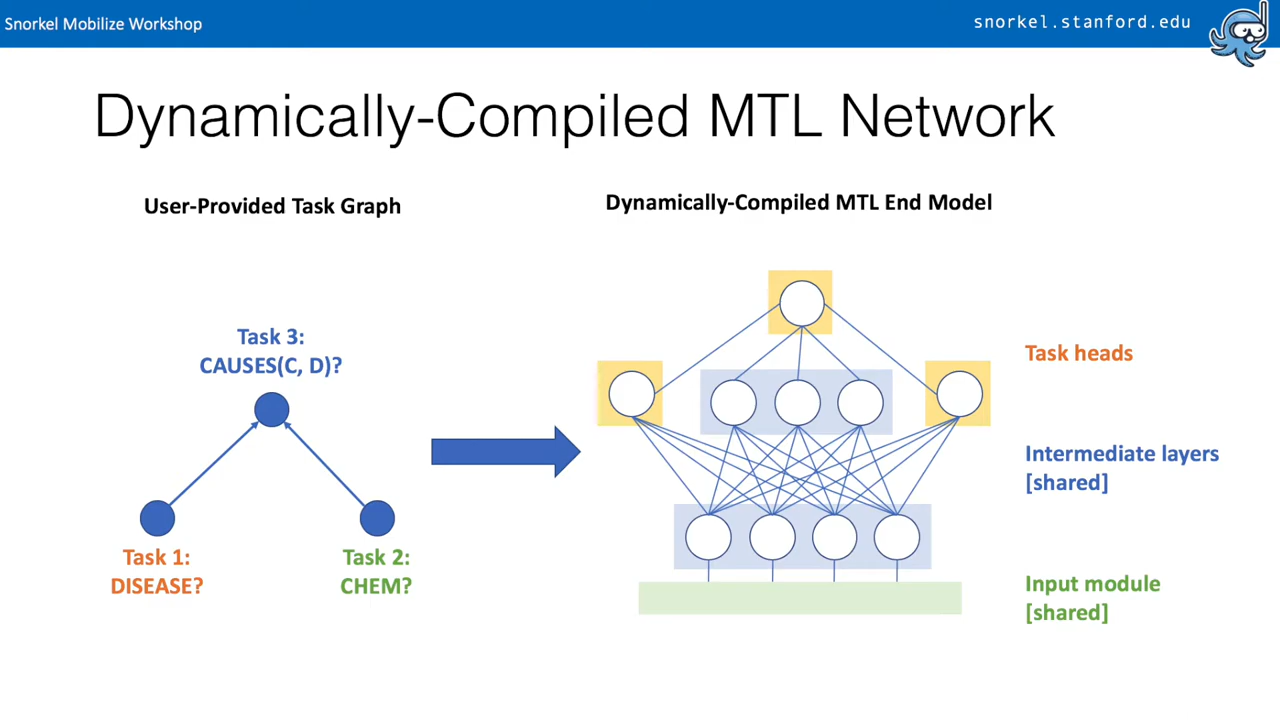 Snorkel Mobilize Workshop
snorkel.stanford.edu
Dynamically-Compiled MTL Network
User-Provided Task Graph
Dynamically-Compiled MTL End Model
Task 3:
CAUSES(C, D)?
Task 1:
DISEASE?
Task 2:
CHEM?
Task heads
Intermediate layers
[shared]
Input module
[shared]